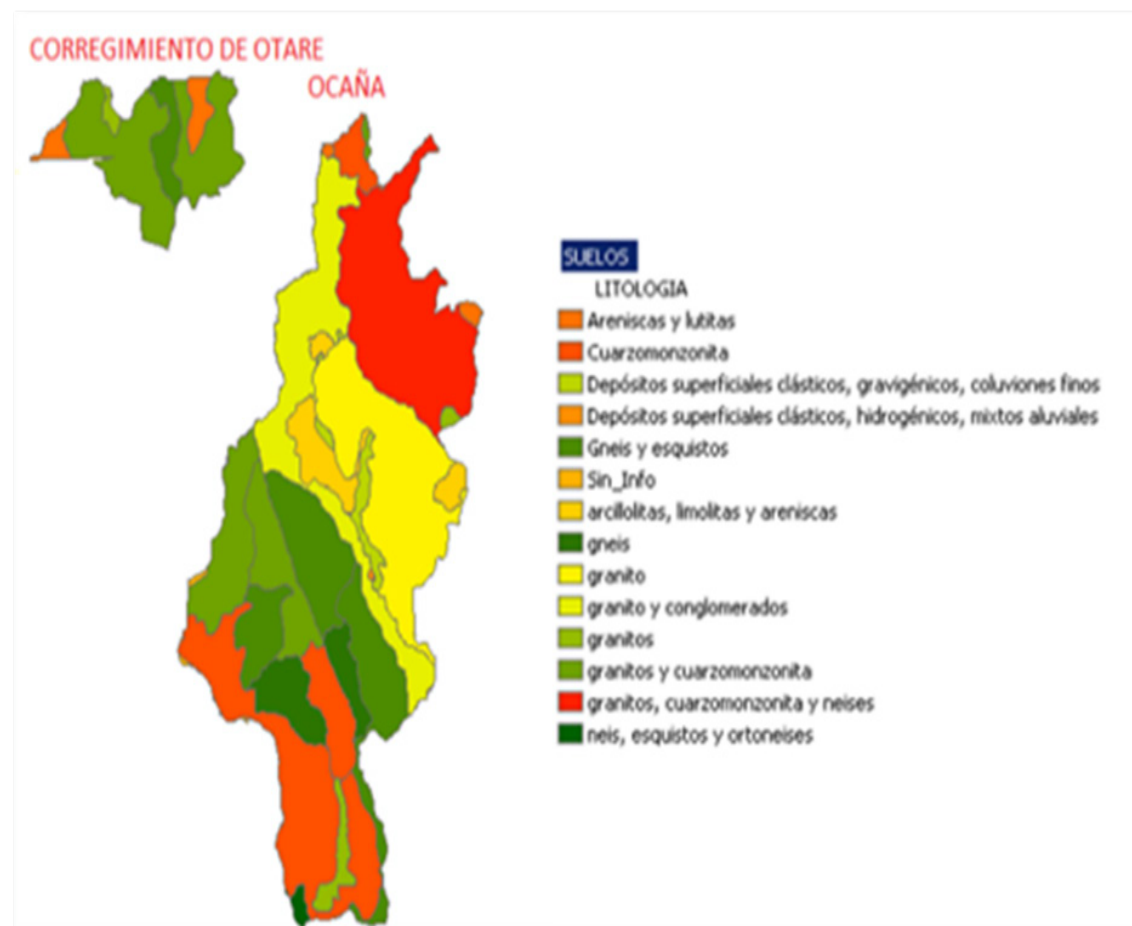 CORREGIMIENTO DE OTARE
OCAÑA
SUELOS
LITOLOGIA
Areniscas y lutitas
Cuarzomonzonita
Depósitos superficiales clásticos, gravigénicos, coluviones finos
Depósitos superficiales clásticos, hidrogénicos, mixtos aluviales
Gneis y esquistos
Sin_Info
arcillolitas, limolitas y areniscas
gneis
granito
granito y conglomerados
granitos
granitos y cuarzomonzonita
granitos, cuarzomonzonita y neises
neis, esquistos y ortoneises